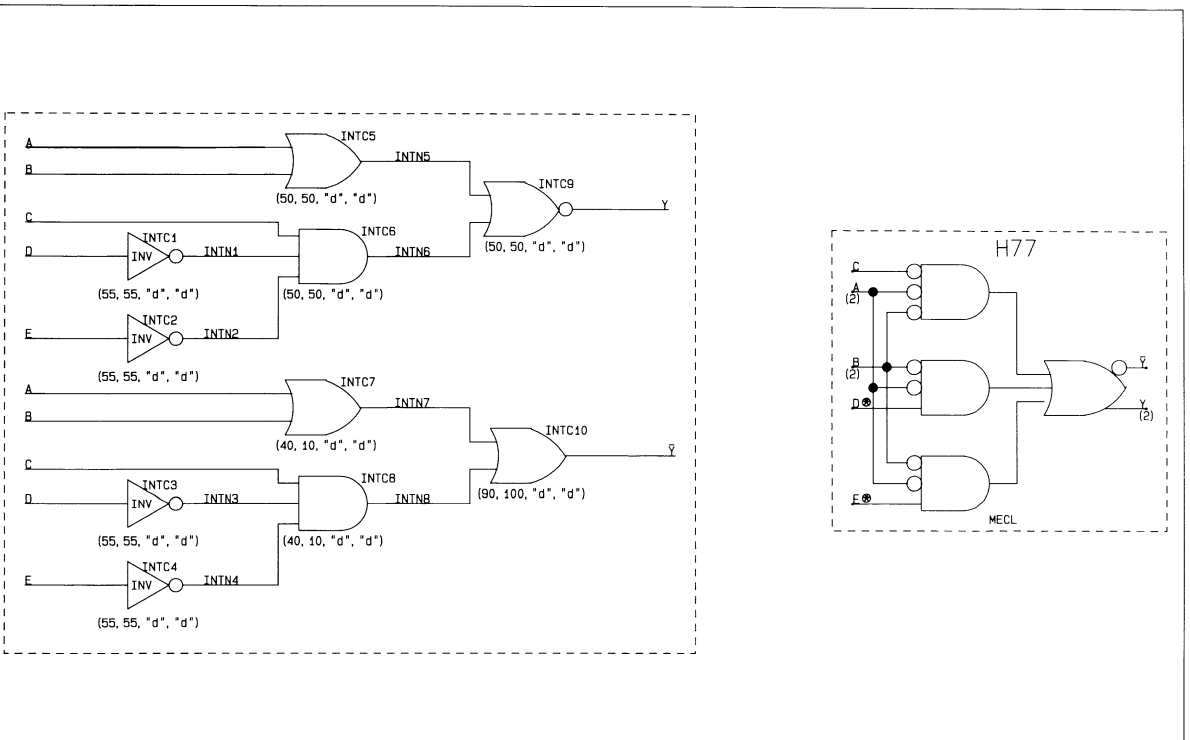 A
B
INTC5
INTN5
(50, 50, "d", "d")
INTC9
Y
(50, 50, "d", "d")
C
D
INTC1
INV
INTN1
(55, 55, "d", "d")
INTC6
INTN6
(50, 50, "d", "d")
E
INTC2
INV
INTN2
(55, 55, "d", "d")
A
B
INTC7
INTN7
(40, 10, "d", "d")
INTC10
Ȳ
(90, 100, "d", "d")
C
D
INTC3
INV
INTN3
(55, 55, "d", "d")
INTC8
INTN8
(40, 10, "d", "d")
E
INTC4
INV
INTN4
(55, 55, "d", "d")
H77
C
A
(2)
B
(2)
D⊛
E⊛
Ȳ
Y
(2)
MECL